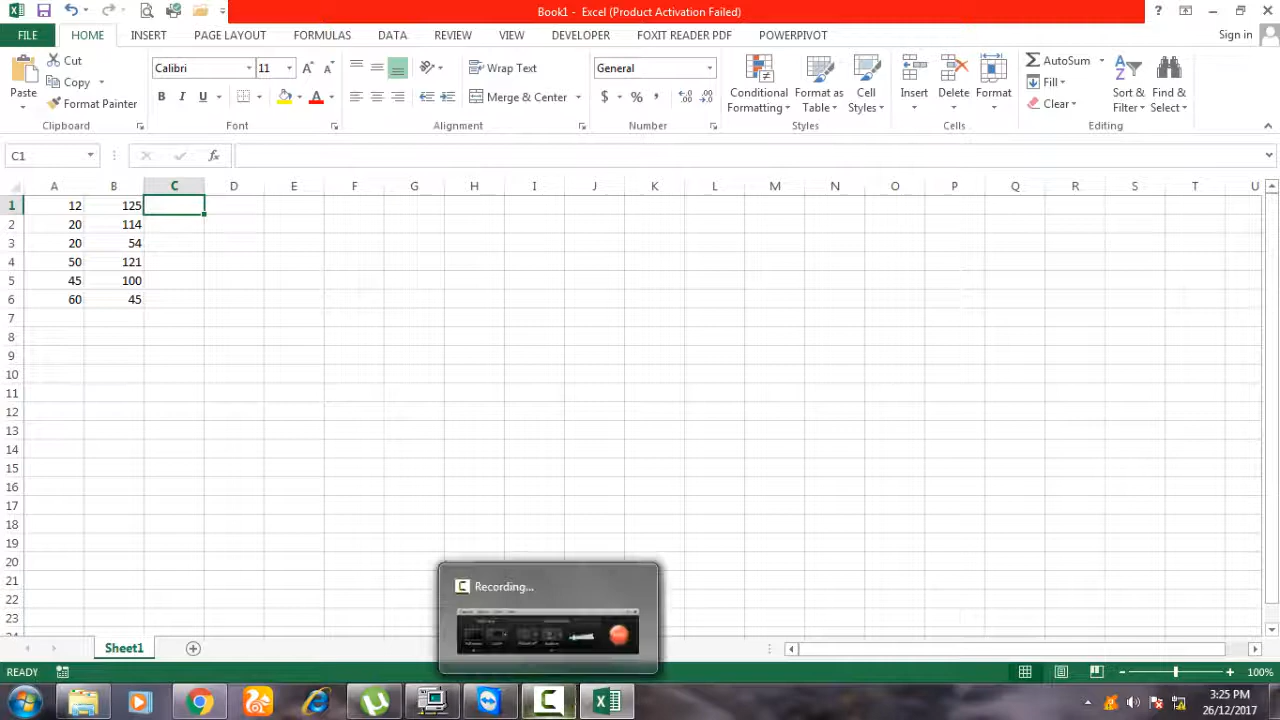 Book1 - Excel (Product Activation Failed)
FILE HOME INSERT PAGE LAYOUT FORMULAS DATA REVIEW VIEW DEVELOPER FOXIT READER PDF POWERPIVOT Sign in
Paste
Cut
Copy
Format Painter
Clipboard
Calibri 11
B I U
Font
Wrap Text
Merge & Center
Alignment
General
$ % ,
Number
Conditional Formatting
Format as Table
Cell Styles
Styles
Insert
Delete
Format
Cells
AutoSum
Fill
Clear
Sort & Filter
Find & Select
Editing
C1 fx
A B C D E F G H I J K L M N O P Q R S T U
1 12 125
2 20 114
3 20 54
4 50 121
5 45 100
6 60 45
7
8
9
10
11
12
13
14
15
16
17
18
19
20
21
22
23
Recording...
Sheet1
READY 100%
3:25 PM
26/12/2017